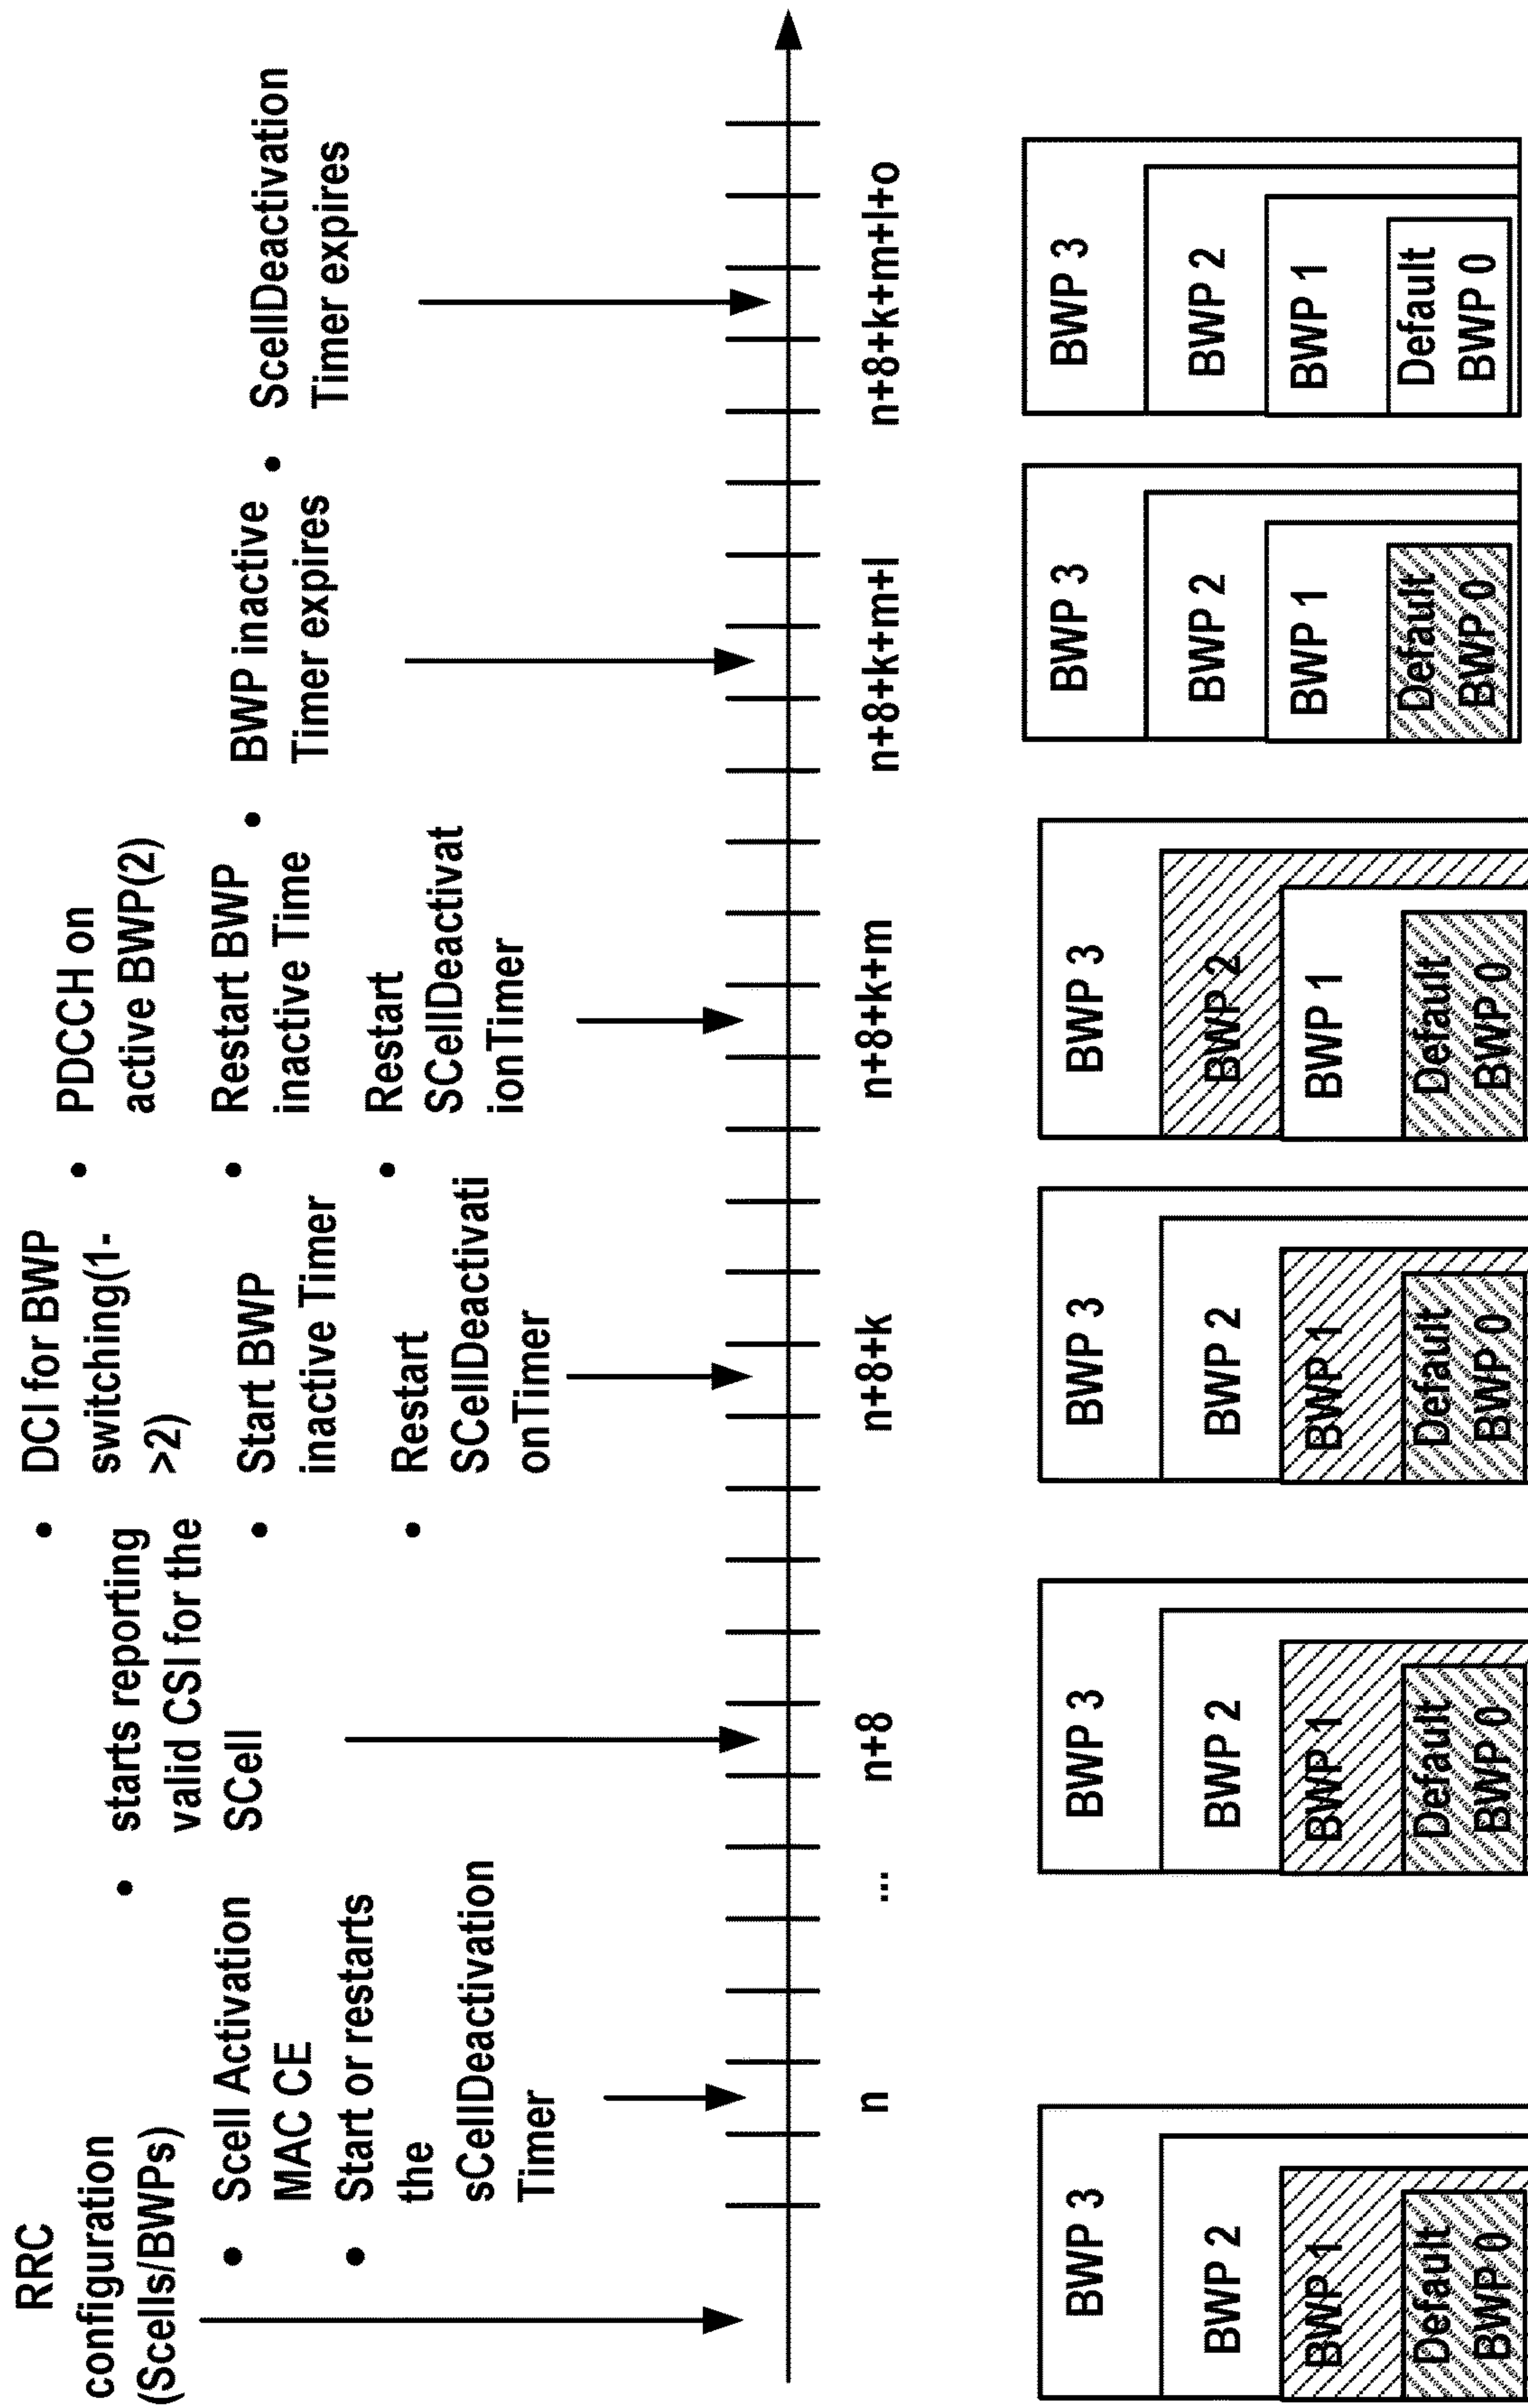 RRC
configuration
(Scells/BWPs)
• Scell Activation
MAC CE
• Start or restarts
the
sCellDeactivation
Timer
• starts reporting
valid CSI for the
SCell
• DCI for BWP
switching(1-
>2)
• Start BWP
inactive Timer
• Restart
SCellDeactivati
onTimer
• PDCCH on
active BWP(2)
• Restart BWP
inactive Time
• Restart
SCellDeactivat
ionTimer
• BWP inactive
Timer expires
• ScellDeactivation
Timer expires
n
...
n+8
n+8+k
n+8+k+m
n+8+k+m+l
n+8+k+m+l+o
BWP 3
BWP 2
BWP 1
Default
BWP 0
BWP 3
BWP 2
BWP 1
Default
BWP 0
BWP 3
BWP 2
BWP 1
Default
BWP 0
BWP 3
BWP 2
BWP 1
Default
BWP 0
BWP 3
BWP 2
BWP 1
Default
BWP 0
BWP 3
BWP 2
BWP 1
Default
BWP 0